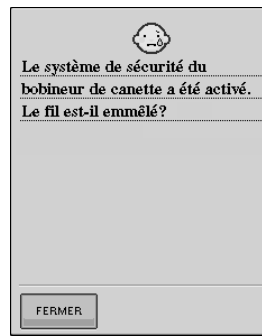 Le système de sécurité du
bobineur de canette a été activé.
Le fil est-il emmêlé?
FERMER